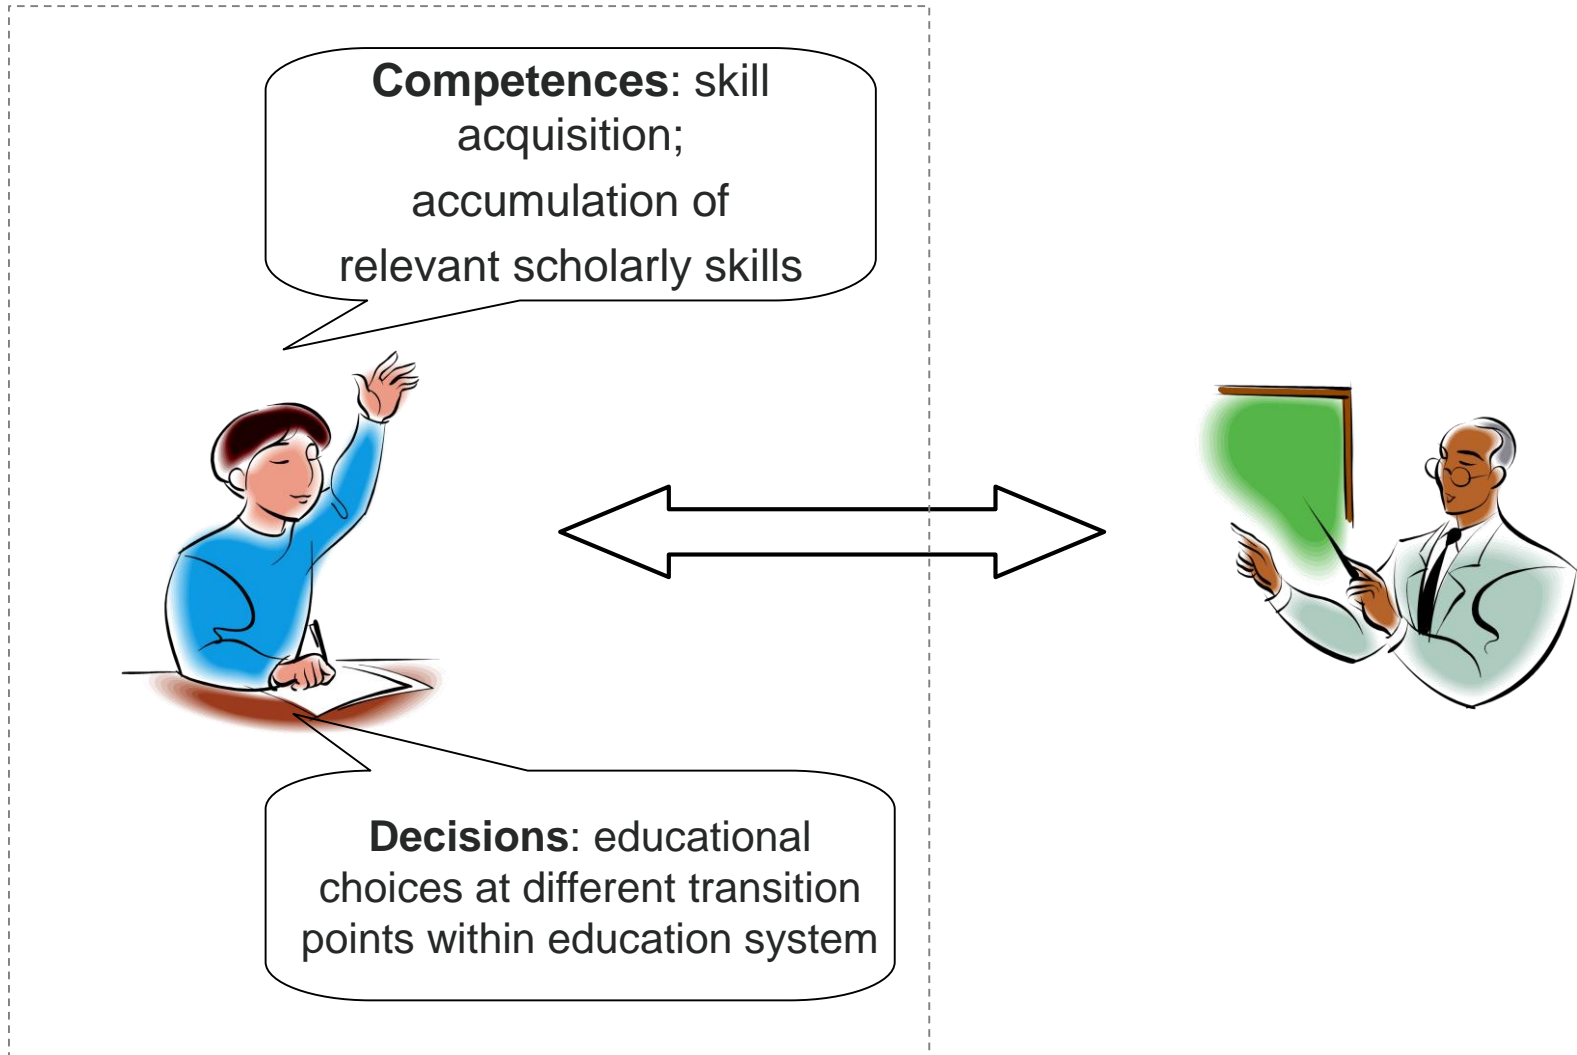 Competences: skill
acquisition;
accumulation of
relevant scholarly skills
Decisions: educational
choices at different transition
points within education system